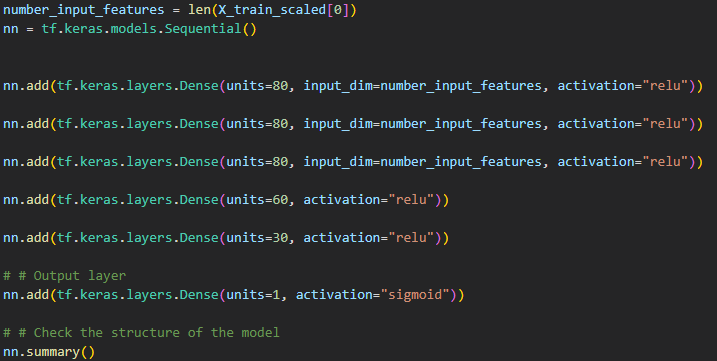 number_input_features = len(X_train_scaled[0])
nn = tf.keras.models.Sequential()
nn.add(tf.keras.layers.Dense(units=80, input_dim=number_input_features, activation="relu"))
nn.add(tf.keras.layers.Dense(units=80, input_dim=number_input_features, activation="relu"))
nn.add(tf.keras.layers.Dense(units=80, input_dim=number_input_features, activation="relu"))
nn.add(tf.keras.layers.Dense(units=60, activation="relu"))
nn.add(tf.keras.layers.Dense(units=30, activation="relu"))
# # Output layer
nn.add(tf.keras.layers.Dense(units=1, activation="sigmoid"))
# # Check the structure of the model
nn.summary()